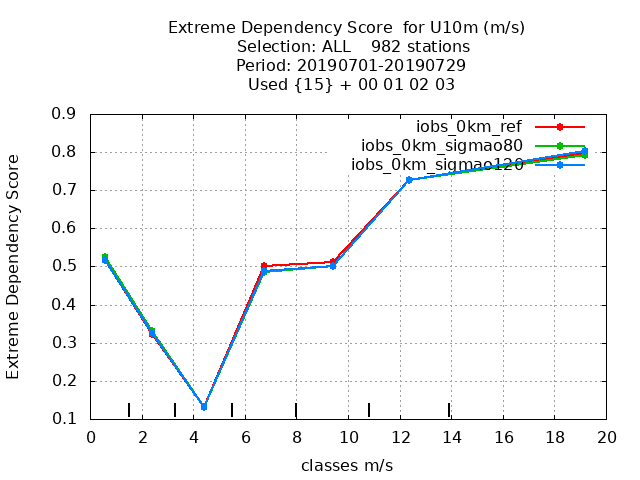 Extreme Dependency Score  for U10m (m/s)
Selection: ALL    982 stations
Period: 20190701-20190729
Used {15} + 00 01 02 03
iobs_0km_ref
iobs_0km_sigmao80
iobs_0km_sigmao120
Extreme Dependency Score
0.9
0.8
0.7
0.6
0.5
0.4
0.3
0.2
0.1
0 2 4 6 8 10 12 14 16 18 20
classes m/s